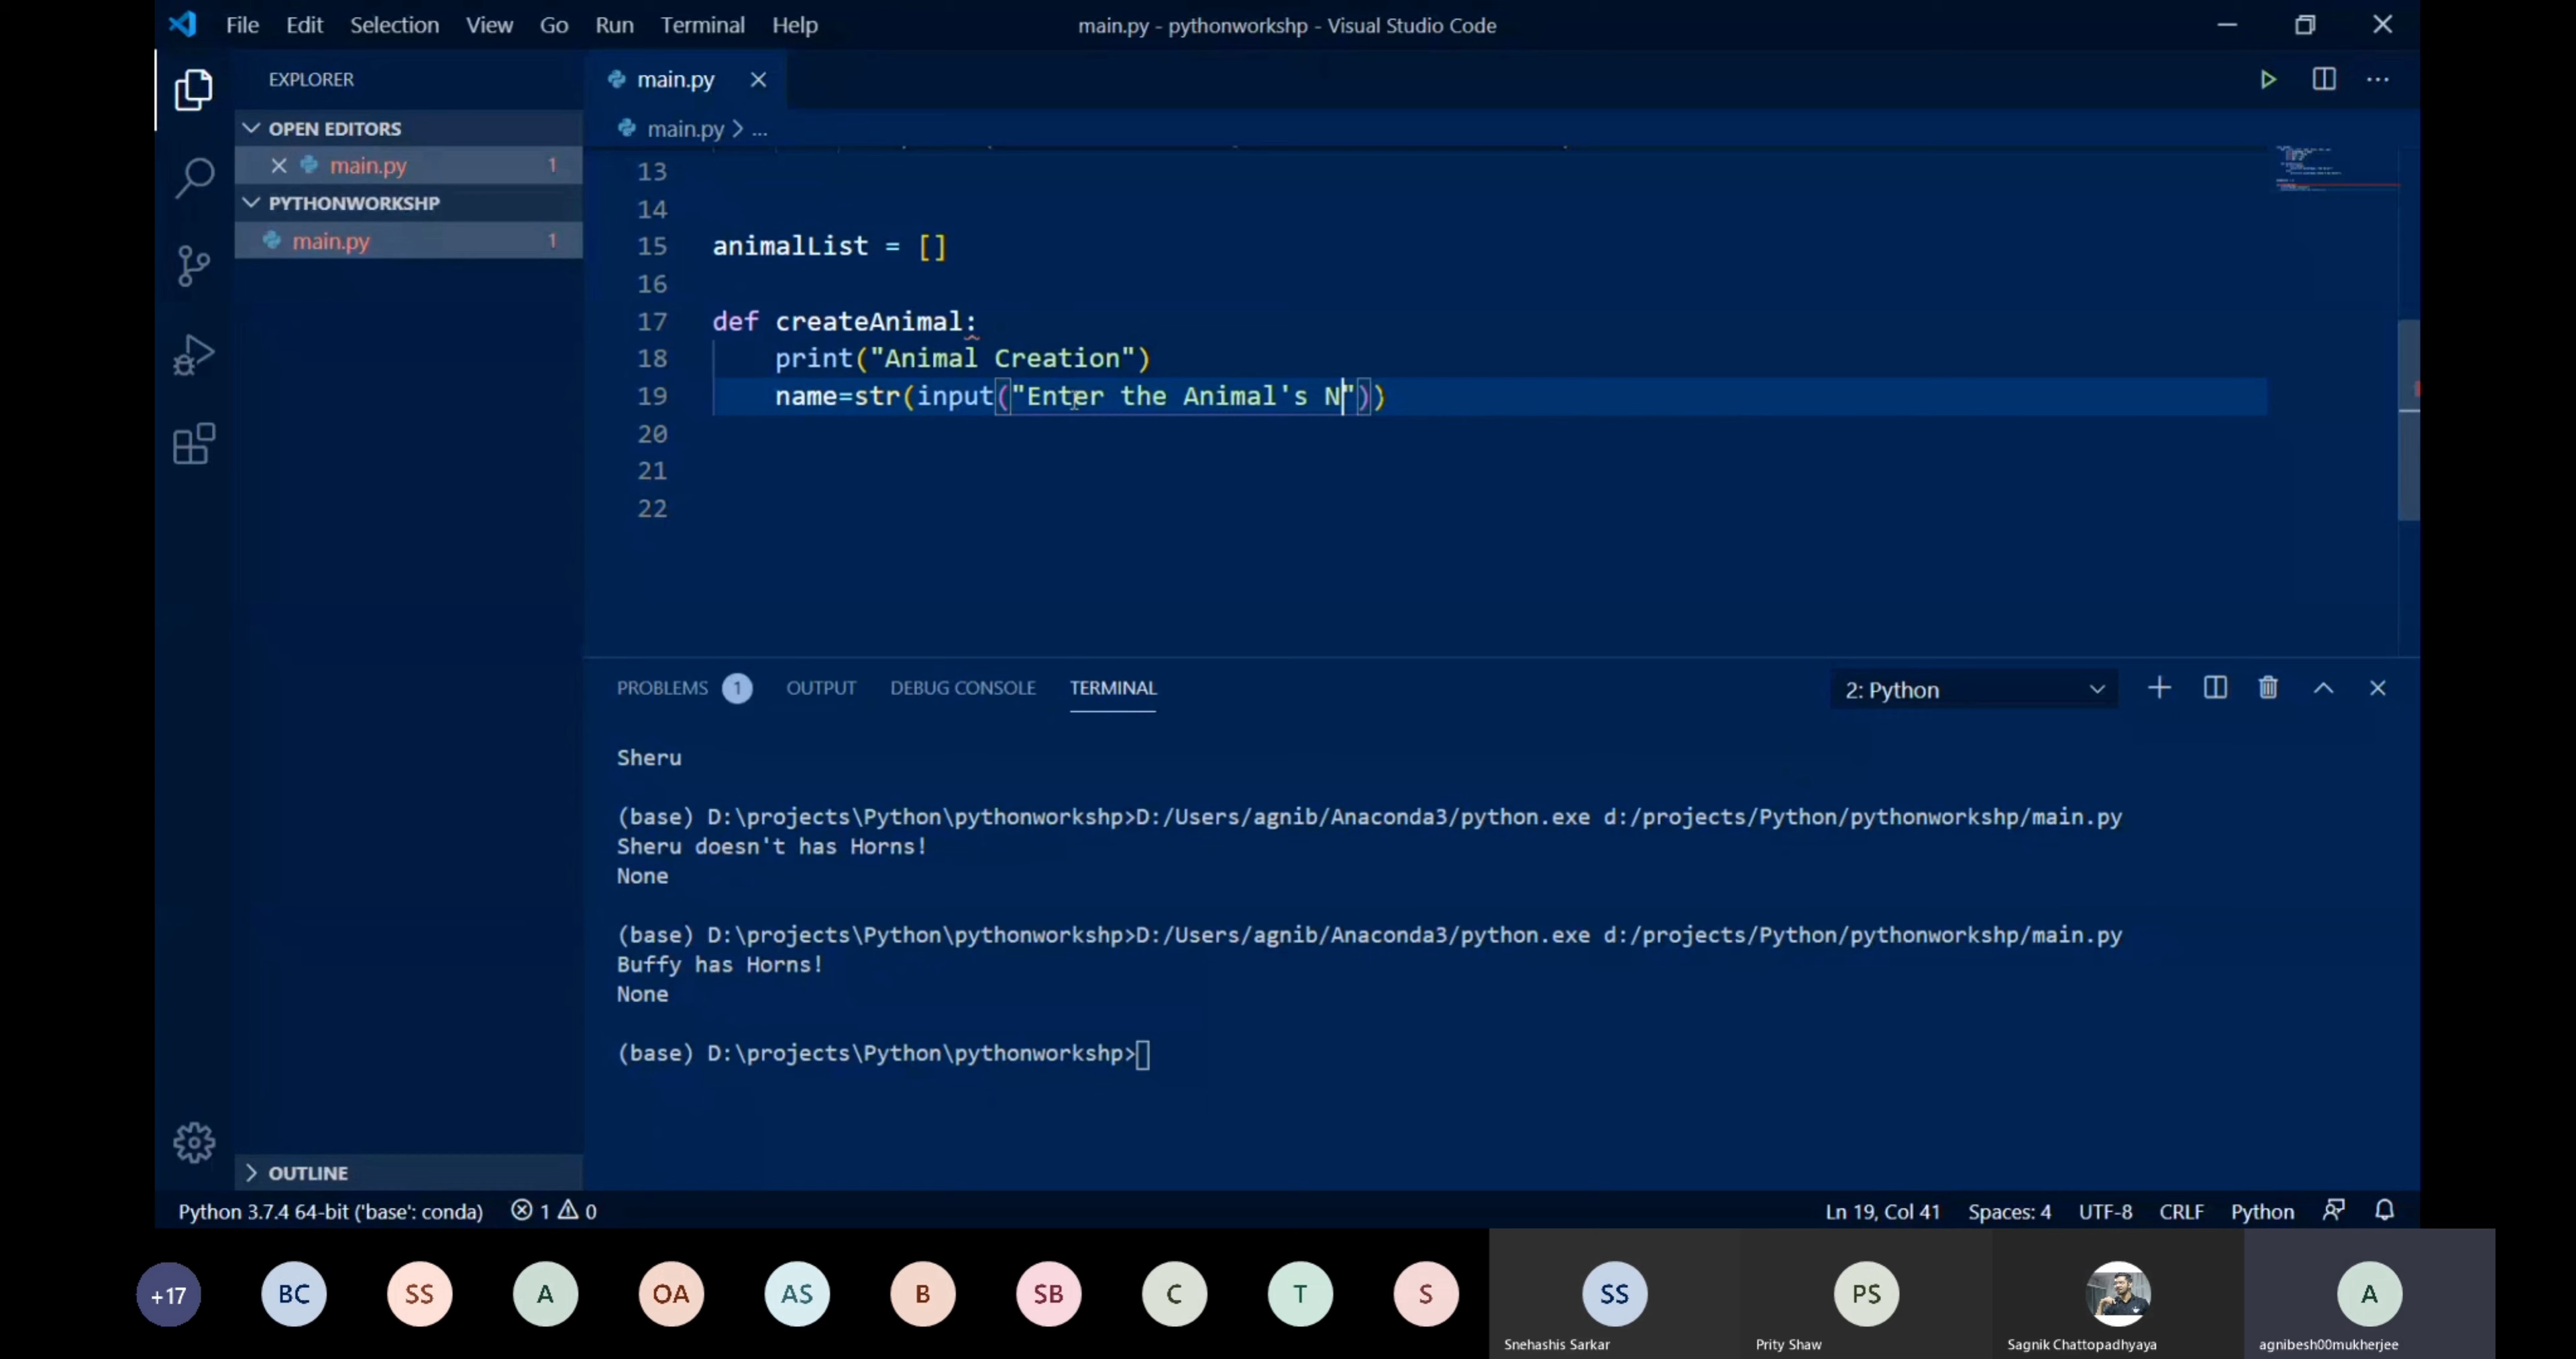 File Edit Selection View Go Run Terminal Help main.py - pythonworkshp - Visual Studio Code
EXPLORER
OPEN EDITORS
main.py 1
PYTHONWORKSHP
main.py 1
main.py
main.py > ...
13
14
15 animalList = []
16
17 def createAnimal:
18 print("Animal Creation")
19 name=str(input("Enter the Animal's N"))
20
21
22
PROBLEMS 1 OUTPUT DEBUG CONSOLE TERMINAL 2: Python
Sheru
(base) D:\projects\Python\pythonworkshp>D:/Users/agnib/Anaconda3/python.exe d:/projects/Python/pythonworkshp/main.py
Sheru doesn't has Horns!
None
(base) D:\projects\Python\pythonworkshp>D:/Users/agnib/Anaconda3/python.exe d:/projects/Python/pythonworkshp/main.py
Buffy has Horns!
None
(base) D:\projects\Python\pythonworkshp>
OUTLINE
Python 3.7.4 64-bit ('base': conda) 1 0 Ln 19, Col 41 Spaces: 4 UTF-8 CRLF Python
+17 BC SS A OA AS B SB C T S SS PS A
Snehashis Sarkar Prity Shaw Sagnik Chattopadhyaya agnibesh00mukherjee